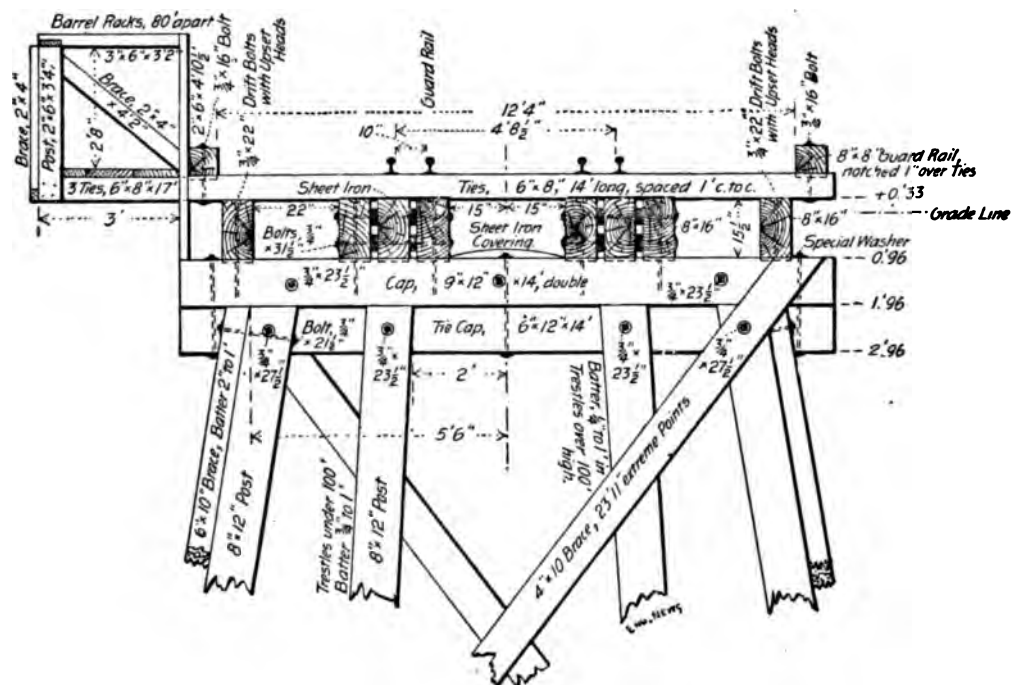 Barrel Racks, 80' apart
3"×6"×3'2"
2'8"
Brace, 2"×4"
×4'2"
Brace, 2"×4"
Post, 2"×6"×3'4"
3 Ties, 6"×8"×17'
3'
2"×6"×4'10½"
¾"×16" Bolt
Drift Bolts
with Upset
Heads
¾"×22"
Guard Rail
12'4"
4'8½"
10"
Drift Bolts
with Upset Heads
¾"×22"
¾"×16" Bolt
8"×8" Guard Rail,
notched 1" over Ties
+0.'33
Grade Line
Sheet Iron
Ties, 6"×8", 14' long, spaced 1' c. to c.
22"
Bolts, ¾"
×31½"
15"
15"
Sheet Iron
Covering
8"×16"
15½"
8"×16"
Special Washer
0.'96
¾"×23½"
Cap, 9"×12"×14', double
¾"×23½"
1.'96
Bolt, ¾"
×21½"
Tie Cap, 6"×12"×14'
2.'96
¾"
×27½"
¾"×
23½"
2'
¾"×
23½"
¾"
×27½"
5'6"
6"×10" Brace, Batter 2" to 1'
8"×12" Post
Trestles under 100'
Batter ¾" to 1'
8"×12" Post
Batter, ¼" to 1' in
Trestles over 100'
high.
4"×10 Brace, 23'11" extreme Points
ENG. NEWS